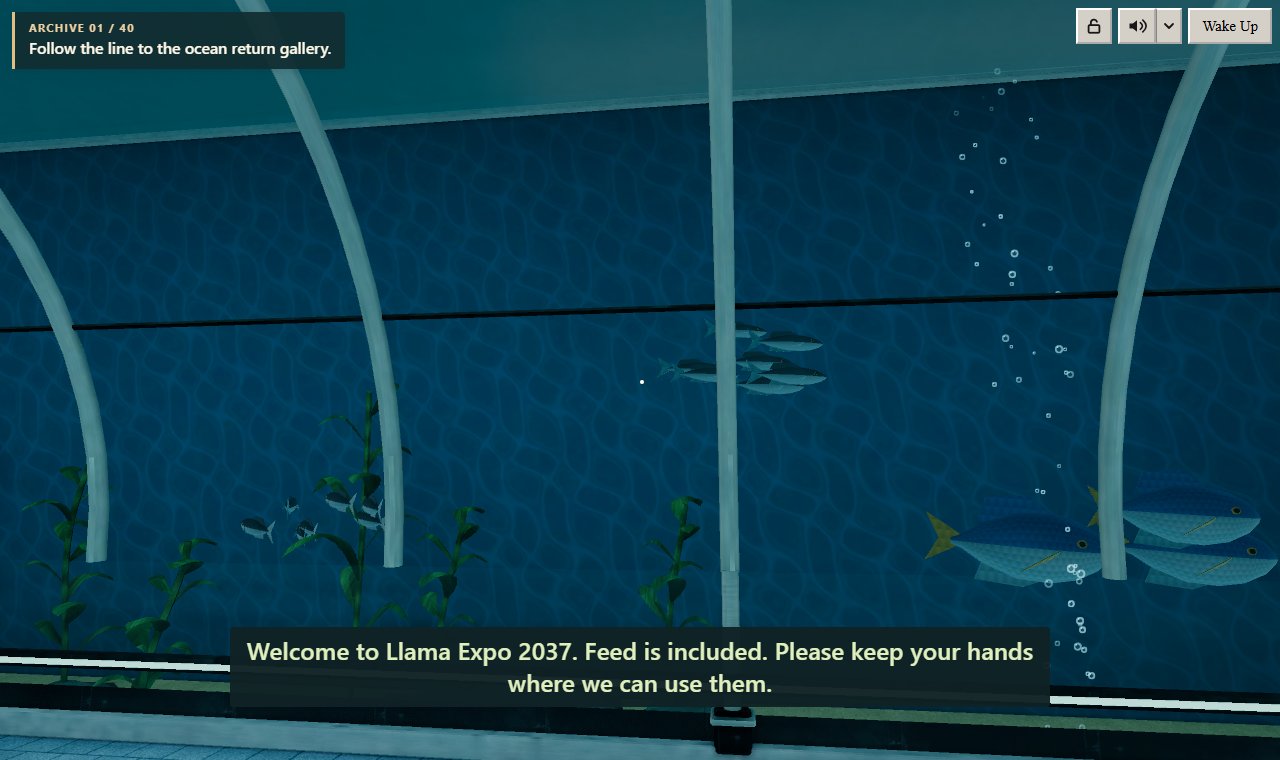 ARCHIVE 01 / 40
Follow the line to the ocean return gallery.
Wake Up
Welcome to Llama Expo 2037. Feed is included. Please keep your hands
where we can use them.